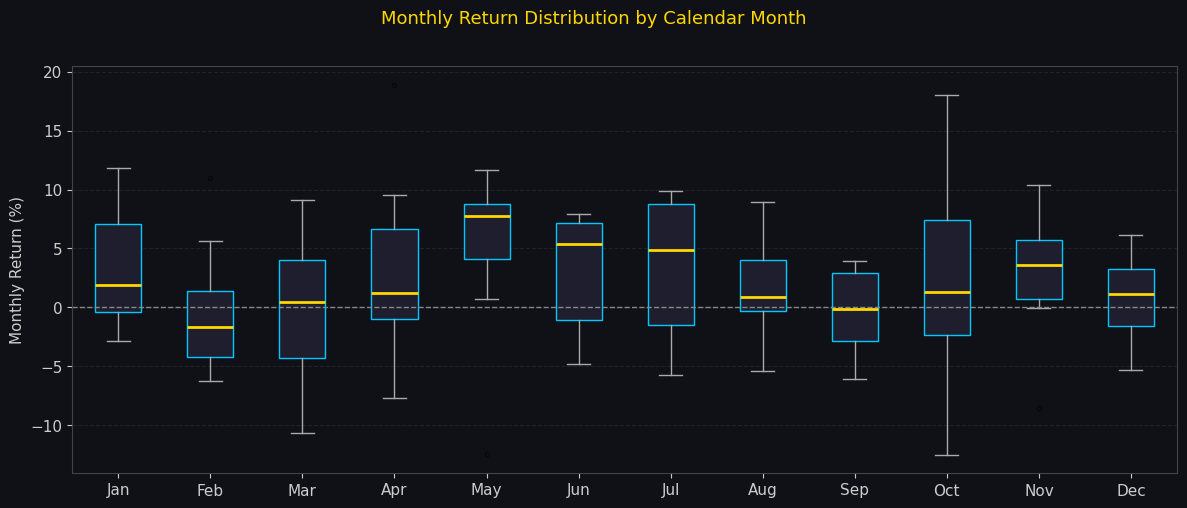 Monthly Return Distribution by Calendar Month
Monthly Return (%)
20
15
10
5
0
−5
−10
Jan Feb Mar Apr May Jun Jul Aug Sep Oct Nov Dec